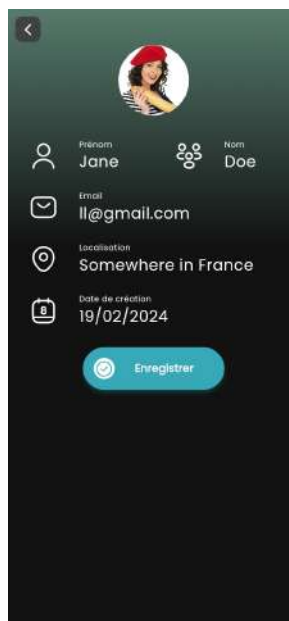 Prénom
Nom
Jane
Doe
Email
ll@gmail.com
Localisation
Somewhere in France
Date de création
8
19/02/2024
Enregistrer